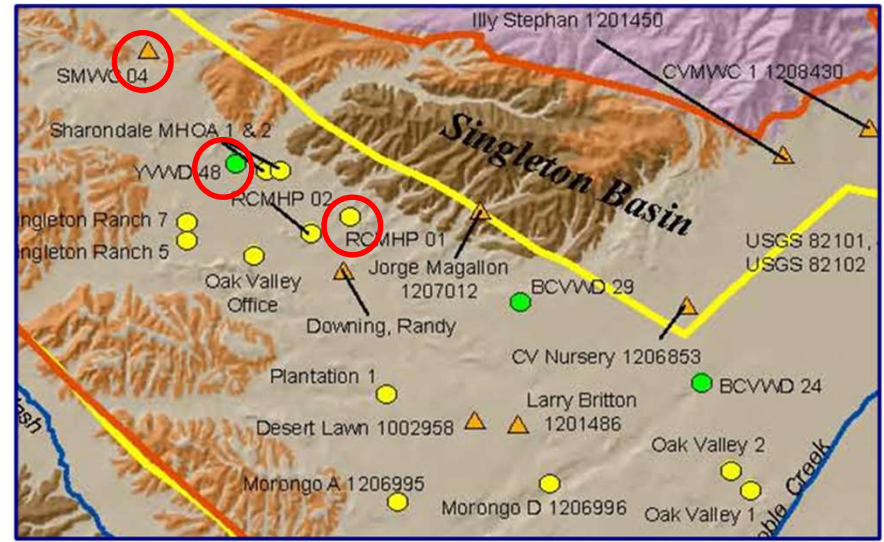 Illy Stephan 1201450
SMWC 04
CVMWC 1 1208430
Sharondale MHOA 1 & 2
YVWD 48
Singleton Basin
RCMHP 02
ngleton Ranch 7
RCMHP 01
ngleton Ranch 5
USGS 82101,
USGS 82102
Oak Valley
Office
Jorge Magallon
1207012
BCVWD 29
Downing, Randy
CV Nursery 1206853
Plantation 1
BCVWD 24
Larry Britton
1201486
Desert Lawn 1002958
Oak Valley 2
Morongo A 1206995
Morongo D 1206996
Oak Valley 1
ash
ble Creek